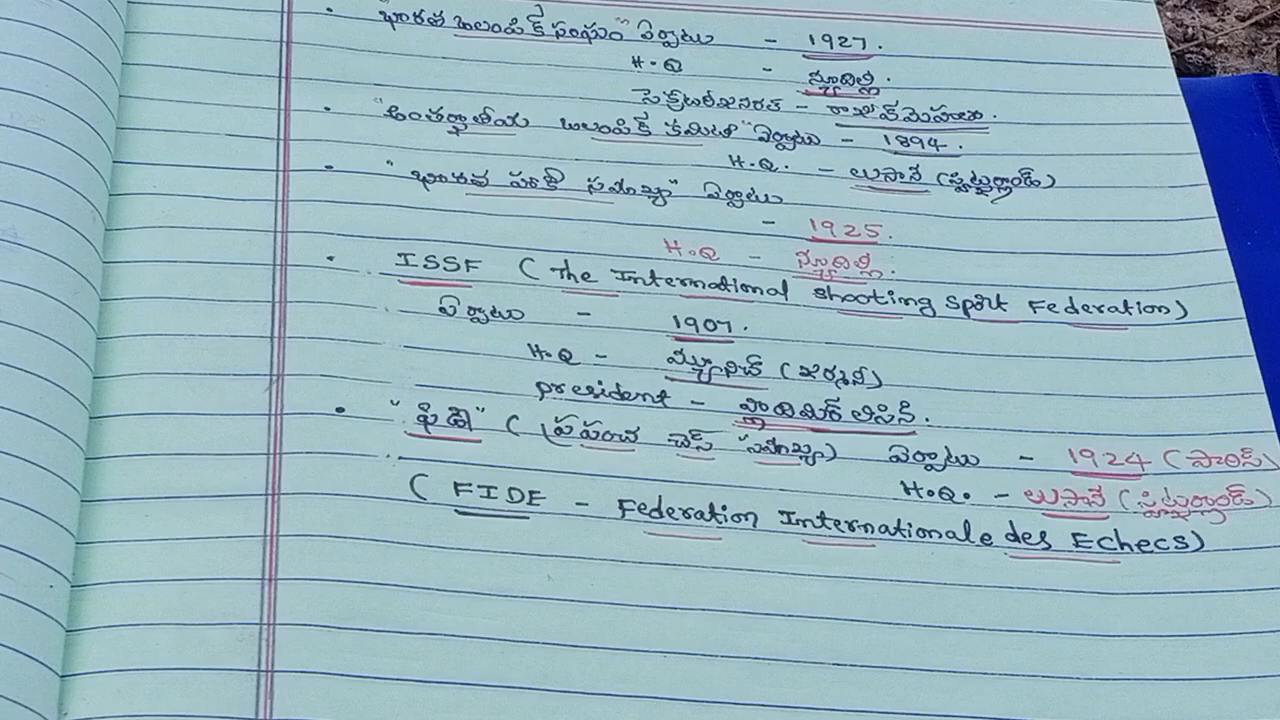 • "భారత ఒలంపిక్ సంఘం" ఏర్పాటు - 1927.
H.Q - న్యూఢిల్లీ.
సెక్రటరీ జనరల్ - రాజీవ్ మెహతా.
• "అంతర్జాతీయ ఒలంపిక్ కమిటీ" ఏర్పాటు - 1894.
H.Q. - లుసానే (స్విట్జర్లాండ్)
• "భారత హాకీ సమాఖ్య" ఏర్పాటు
- 1925.
H.Q - న్యూఢిల్లీ.
• ISSF (The International shooting sport Federation)
ఏర్పాటు - 1907.
H.Q - మ్యూనిచ్ (జర్మనీ)
president - వ్లాదిమిర్ లిసిన్.
• "ఫిడే" (ప్రపంచ చెస్ సమాఖ్య) ఏర్పాటు - 1924 (పారిస్)
H.Q. - లుసానే (స్విట్జర్లాండ్)
(FIDE - Federation Internationale des Echecs)